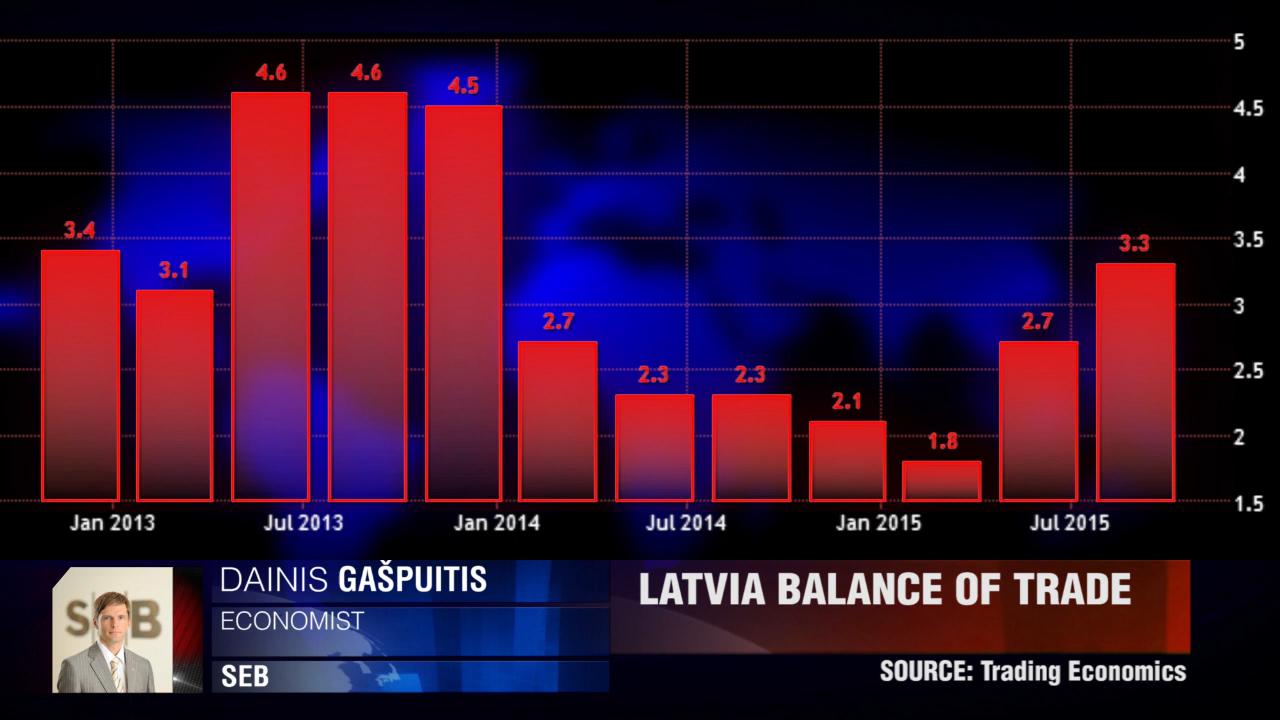 5
4.6 4.6
4.5
4.5
4
3.4
3.5
3.3
3.1
3
2.7 2.7
2.3 2.3
2.5
2.1
2
1.8
1.5
Jan 2013 Jul 2013 Jan 2014 Jul 2014 Jan 2015 Jul 2015
SEB
DAINIS GAŠPUITIS
ECONOMIST
SEB
LATVIA BALANCE OF TRADE
SOURCE: Trading Economics